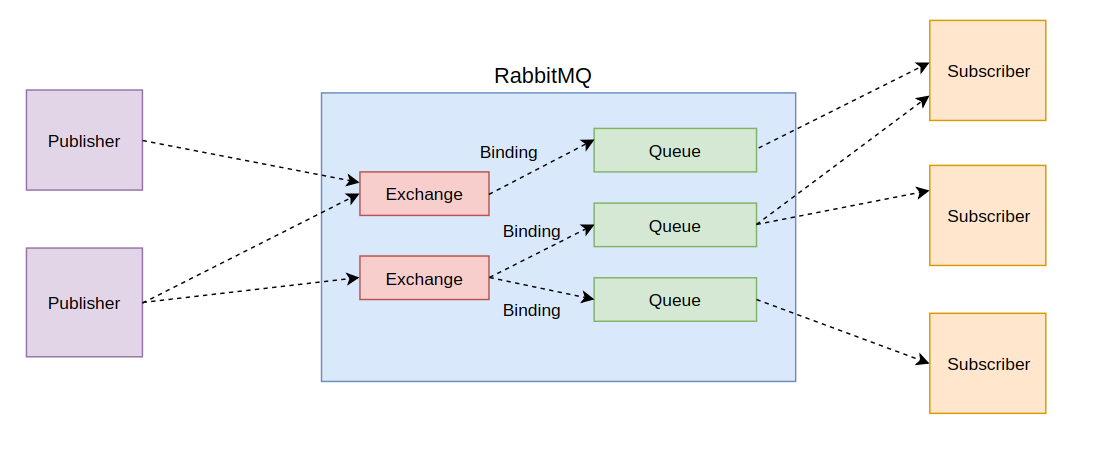 RabbitMQ
Publisher
Publisher
Exchange
Exchange
Binding
Binding
Binding
Queue
Queue
Queue
Subscriber
Subscriber
Subscriber